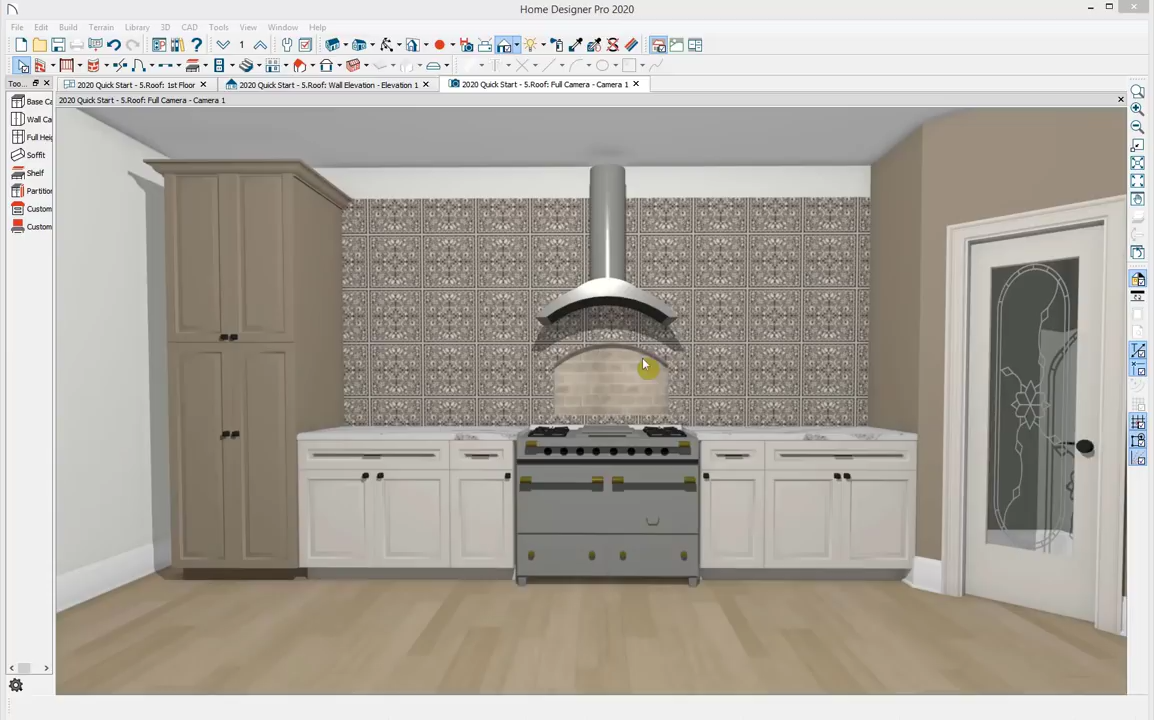 Home Designer Pro 2020
File Edit Build Terrain Library 3D CAD Tools View Window Help
1
Too...
2020 Quick Start - 5.Roof: 1st Floor
2020 Quick Start - 5.Roof: Wall Elevation - Elevation 1
2020 Quick Start - 5.Roof: Full Camera - Camera 1
2020 Quick Start - 5.Roof: Full Camera - Camera 1
Base Ca
Wall Ca
Full Hei
Soffit
Shelf
Partition
Custom
Custom